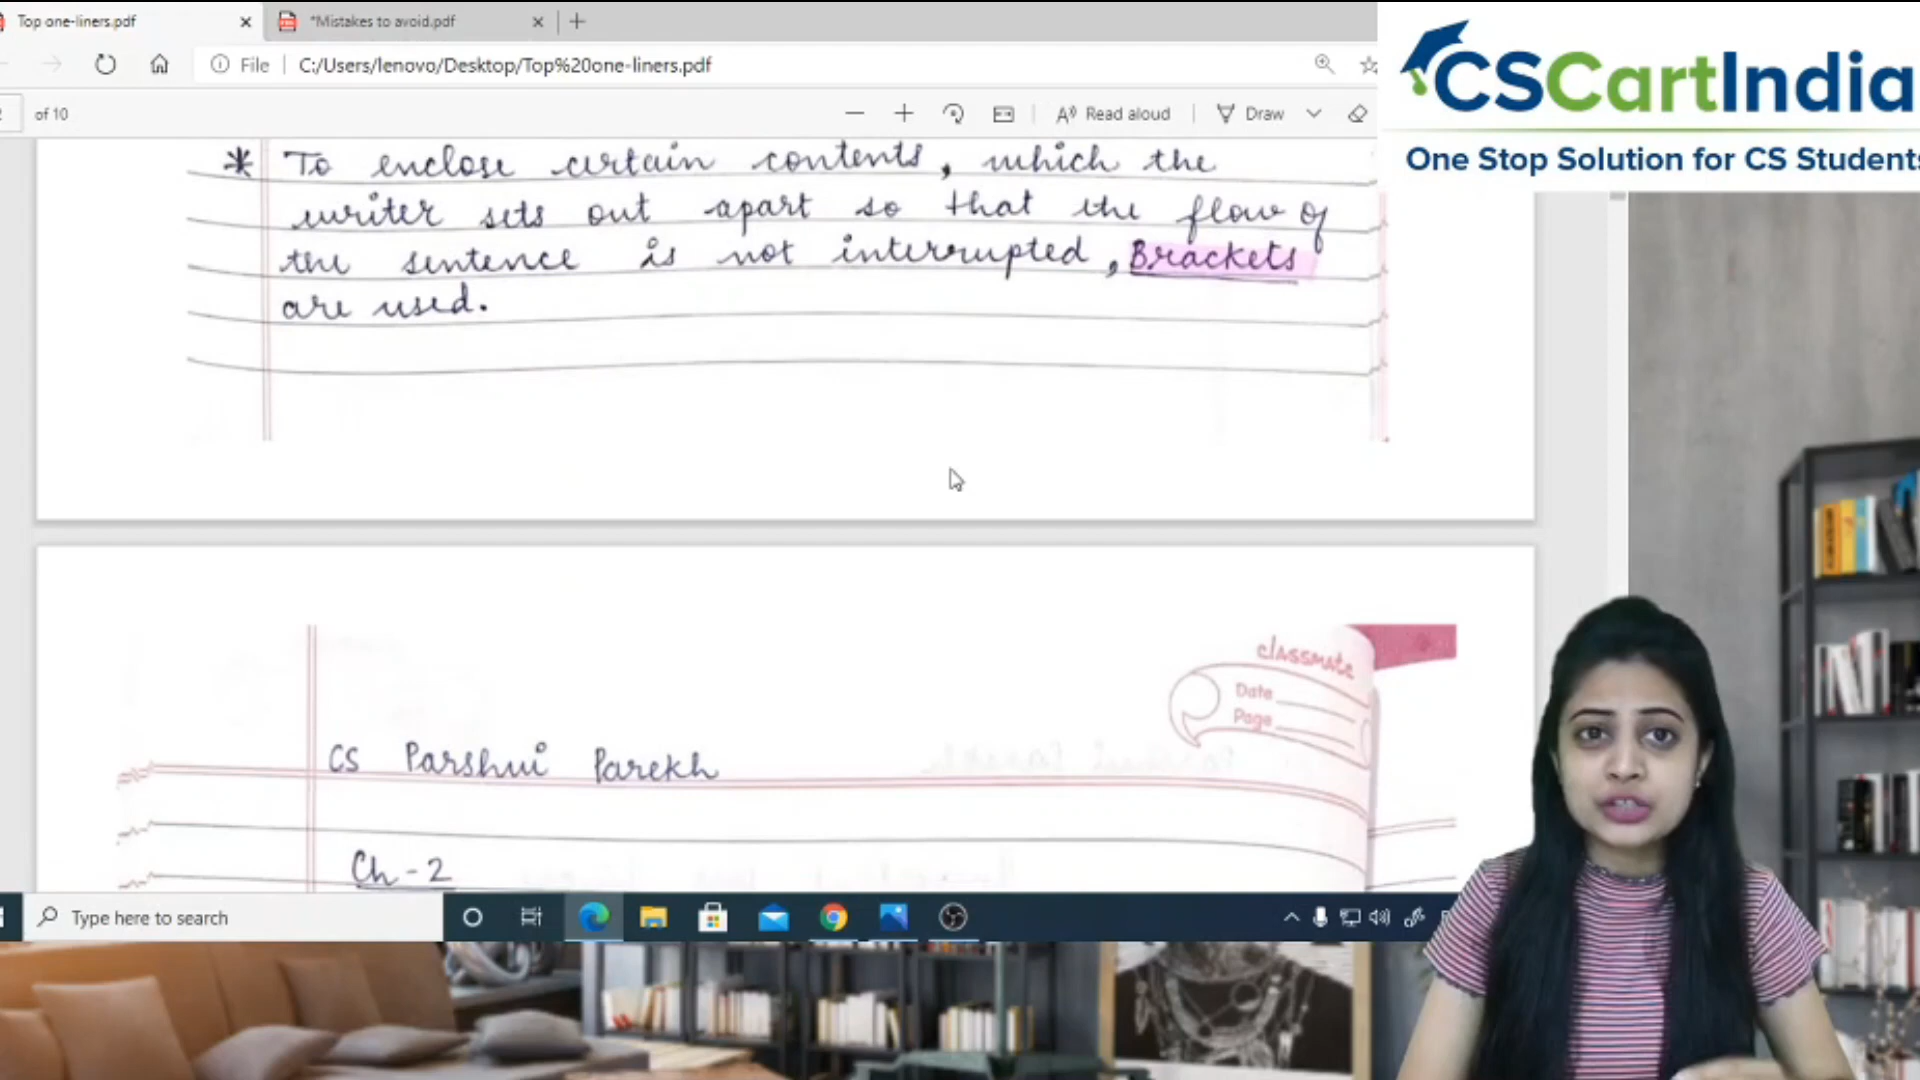 Top one-liners.pdf
*Mistakes to avoid.pdf
File
C:/Users/lenovo/Desktop/Top%20one-liners.pdf
of 10
Read aloud
Draw
CSCartIndia
One Stop Solution for CS Students
* To enclose certain contents, which the
writer sets out apart so that the flow of
the sentence is not interrupted, Brackets
are used.
classmate
Date
Page
CS Parshwi Parekh
Ch-2
Type here to search